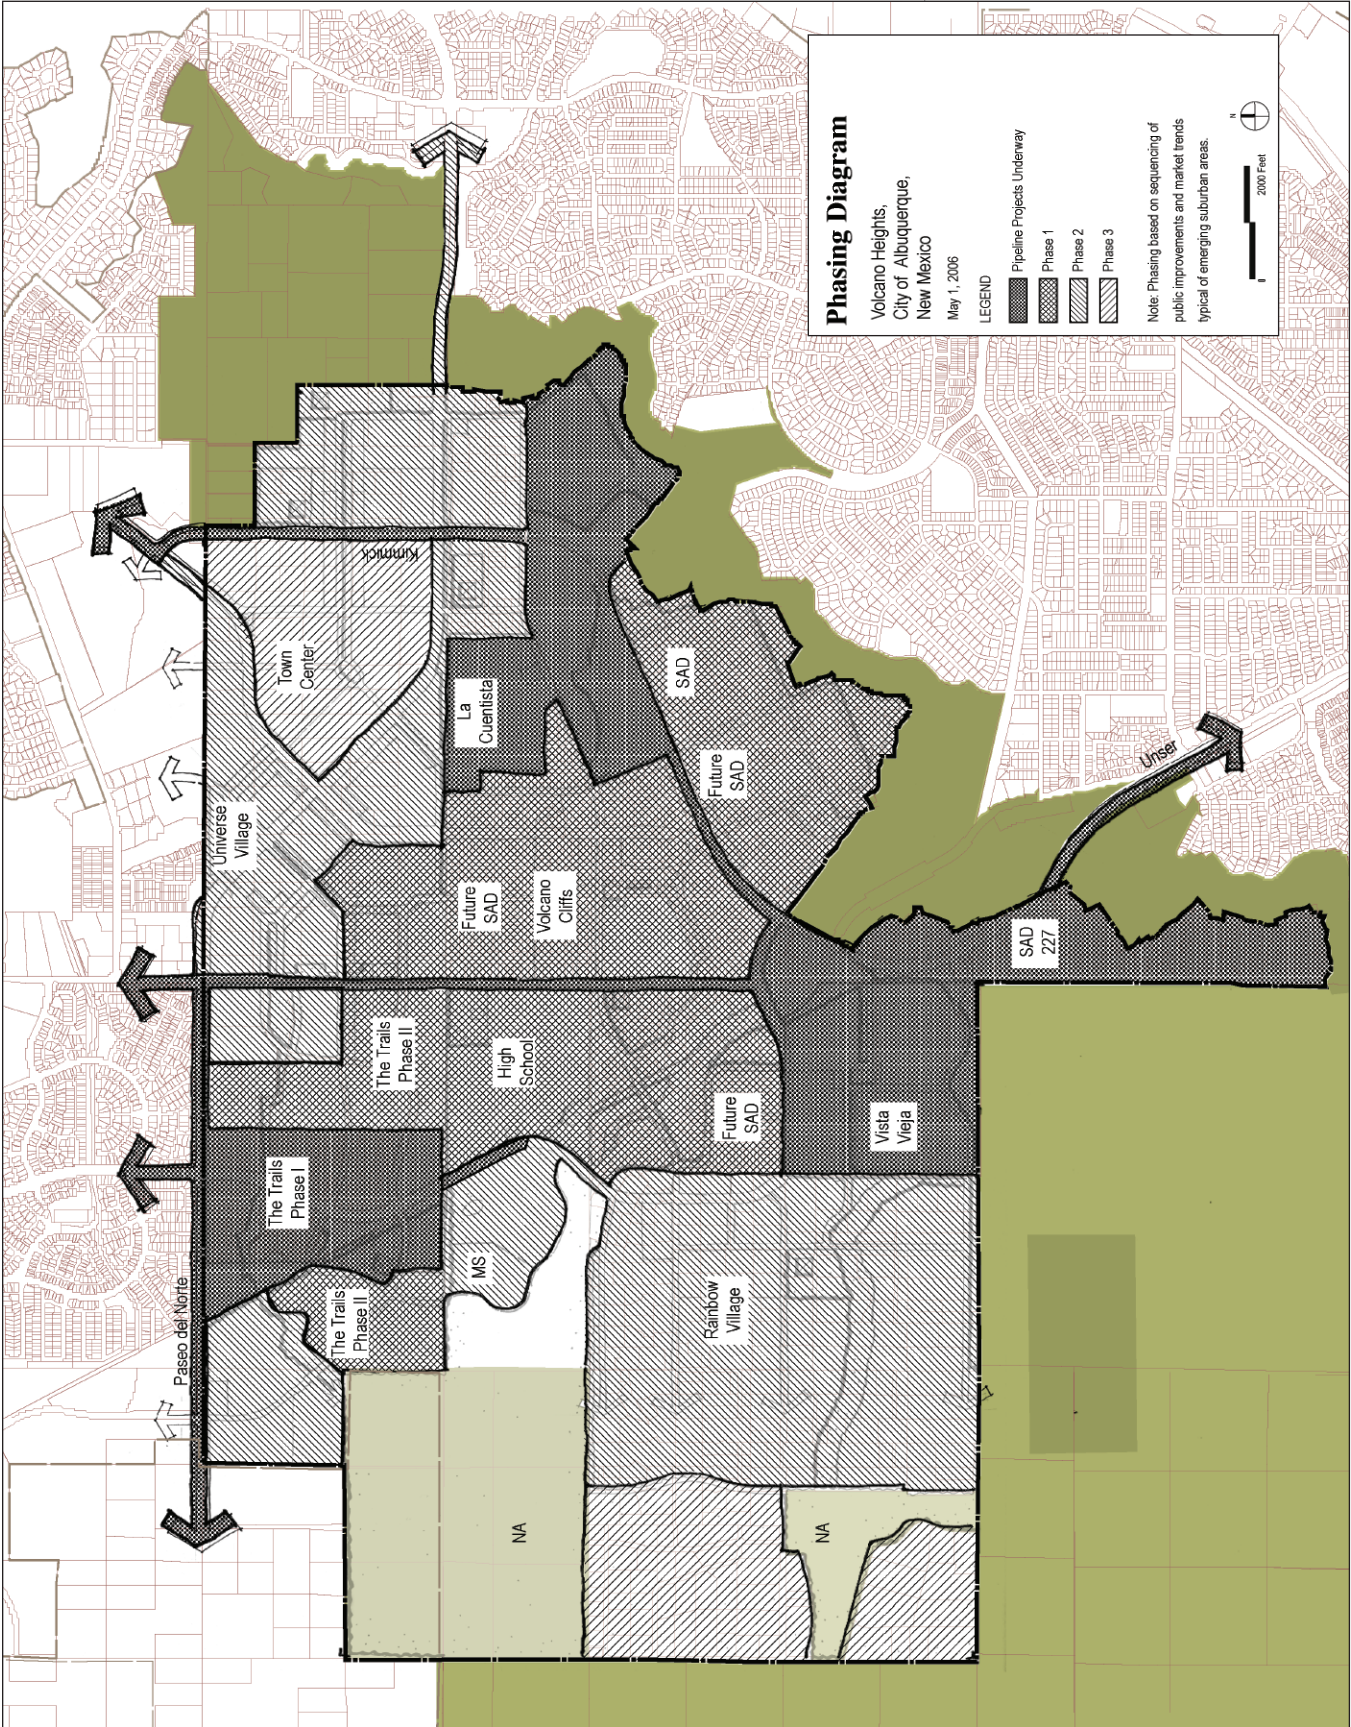 Phasing Diagram
Volcano Heights,
City of Albuquerque,
New Mexico
May 1, 2006
LEGEND
Pipeline Projects Underway
Phase 1
Phase 2
Phase 3
Note: Phasing based on sequencing of
public improvements and market trends
typical of emerging suburban areas.
N
0
2000 Feet
Paseo del Norte
The Trails
Phase I
The Trails
Phase II
The Trails
Phase II
Universe
Village
Town
Center
Kimmick
La
Cuentista
Future
SAD
Volcano
Cliffs
High
School
MS
NA
Rainbow
Village
NA
Future
SAD
Vista
Vieja
SAD
Future
SAD
SAD
227
Unser